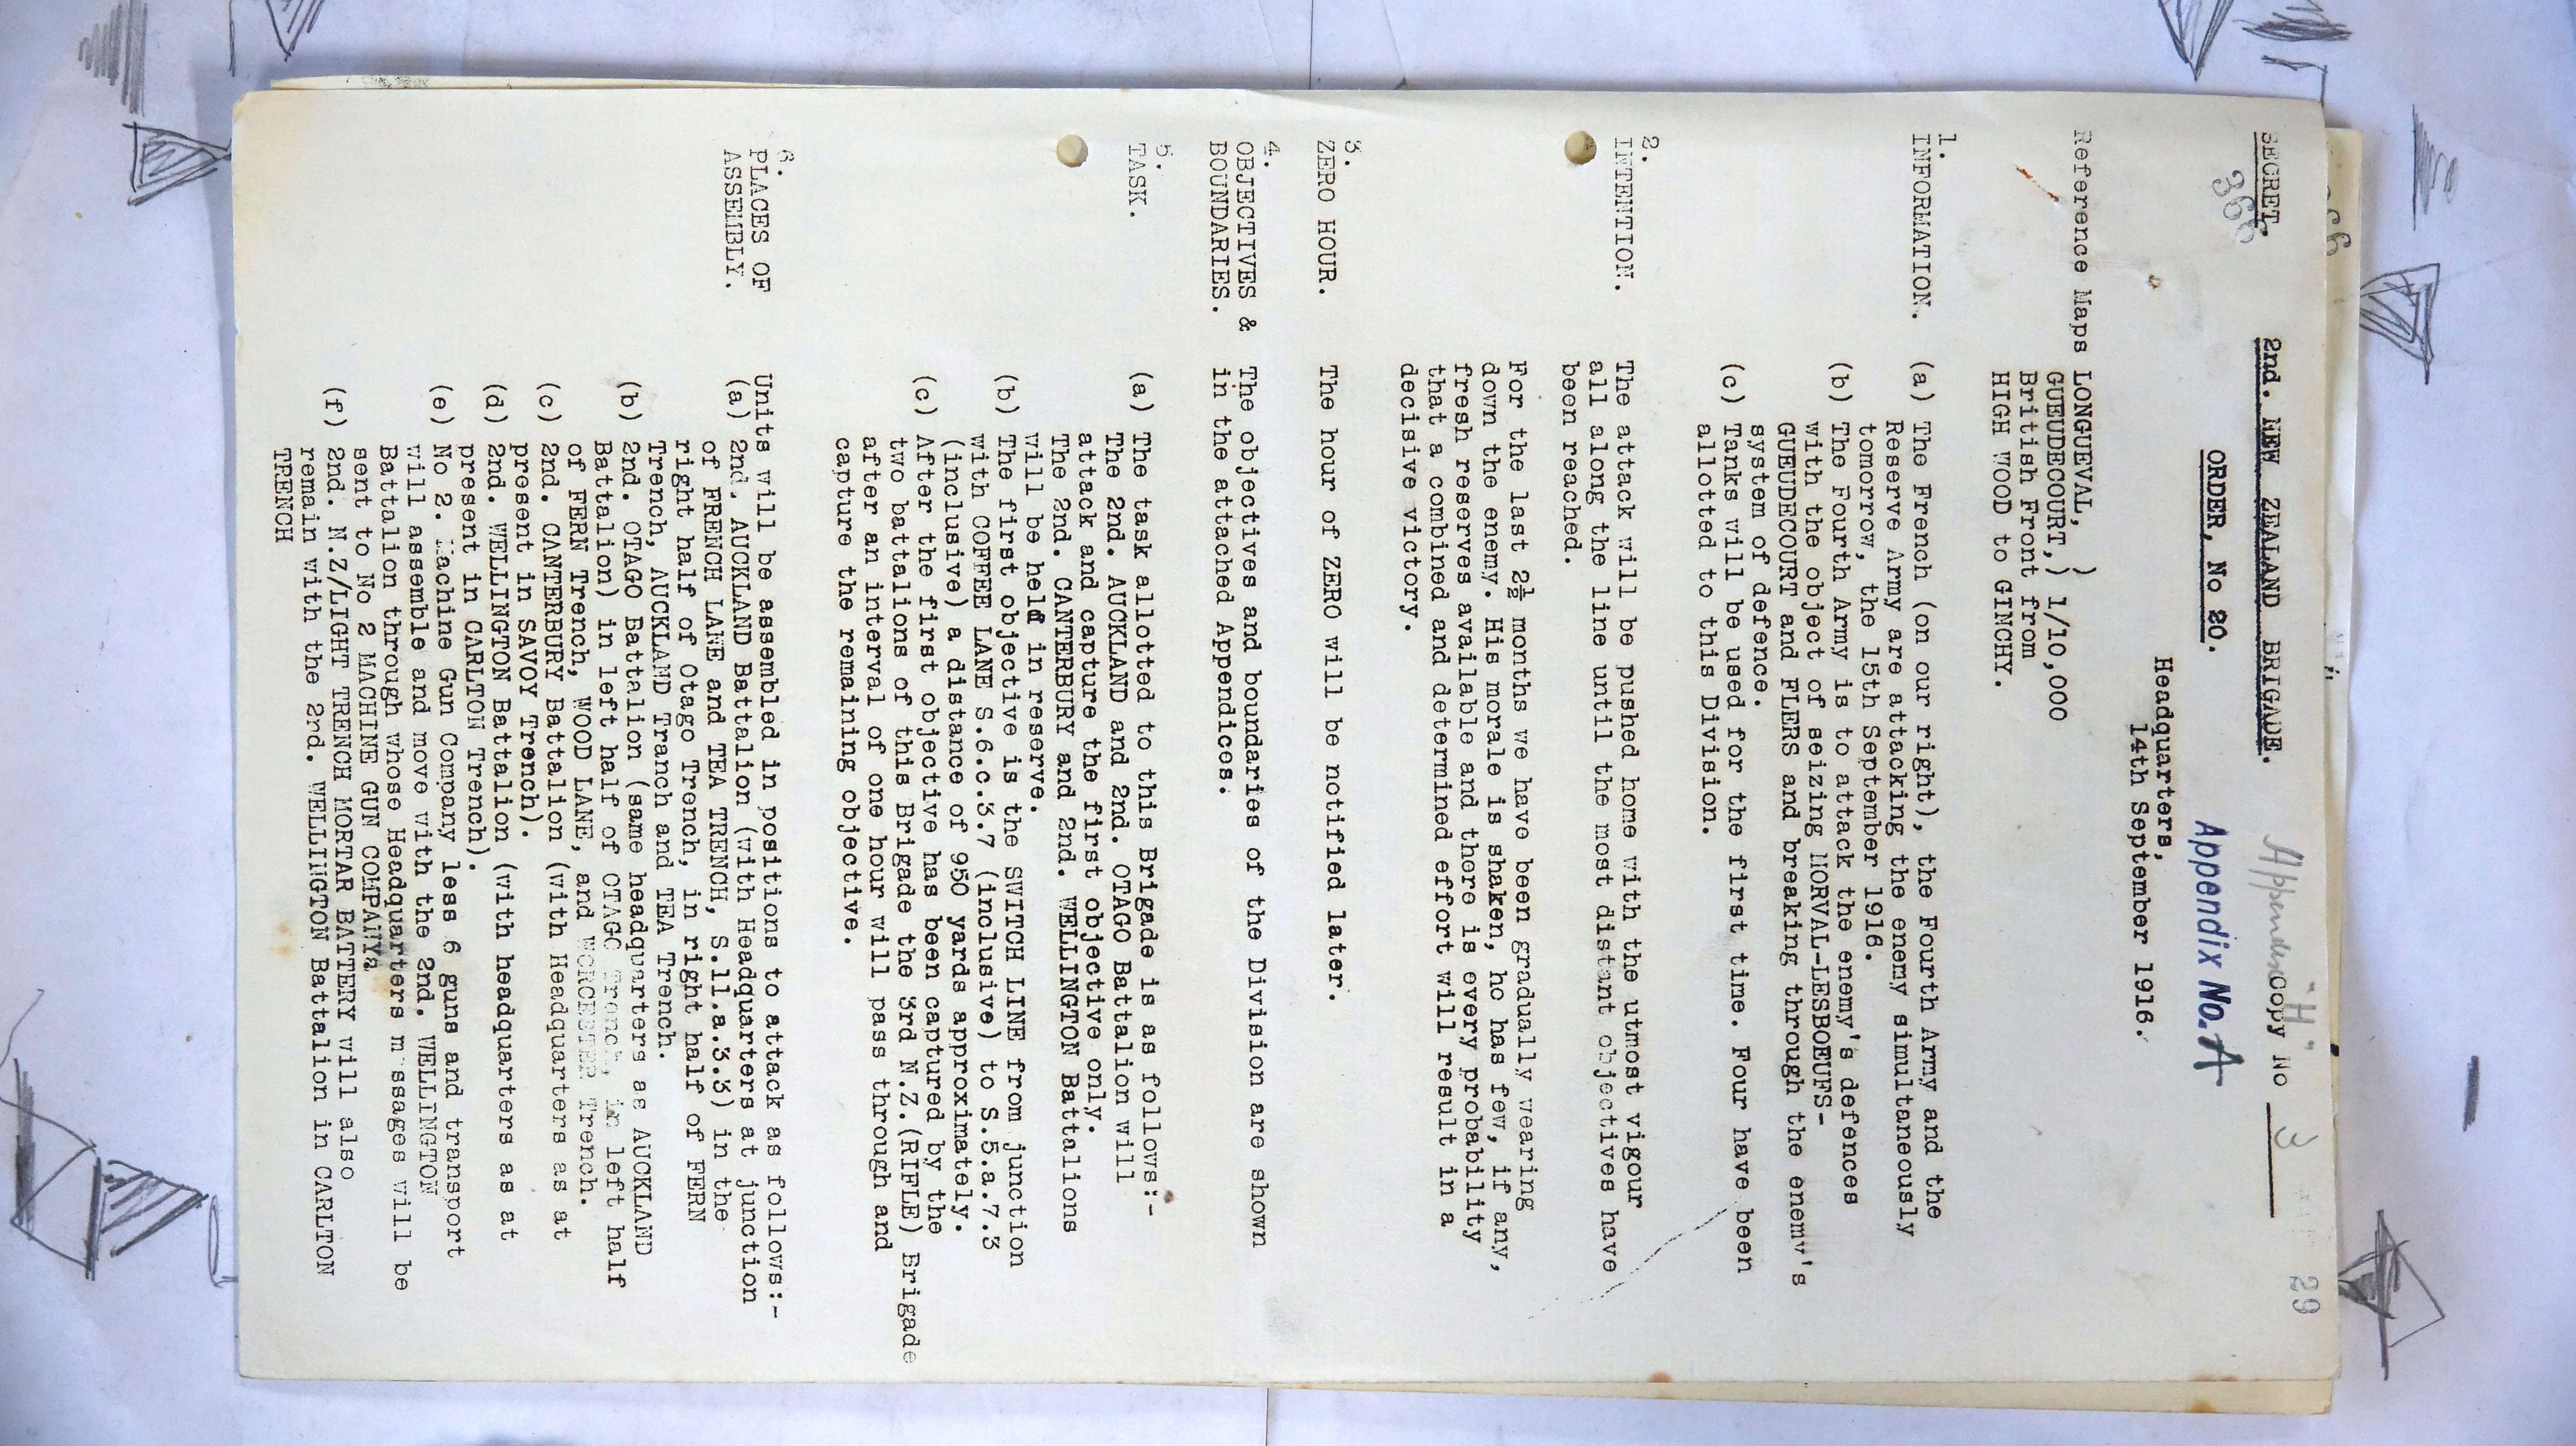 29
"H"
SECRET. 2nd. NEW ZEALAND BRIGADE. Appendix Copy No 3
366
ORDER, No 20. Appendix No. A
Headquarters,
14th September 1916.
Reference Maps LONGUEVAL, )
GUEUDECOURT,) 1/10,000
British Front from
HIGH WOOD to GINCHY.
1.
INFORMATION. (a) The French (on our right), the Fourth Army and the
Reserve Army are attacking the enemy simultaneously
tomorrow, the 15th September 1916.
(b) The Fourth Army is to attack the enemy's defences
with the object of seizing MORVAL-LESBOEUFS-
GUEUDECOURT and FLERS and breaking through the enemy's
system of defence.
(c) Tanks will be used for the first time. Four have been
allotted to this Division.
2.
INTENTION. The attack will be pushed home with the utmost vigour
all along the line until the most distant objectives have
been reached.
For the last 2½ months we have been gradually wearing
down the enemy. His morale is shaken, he has few, if any,
fresh reserves available and there is every probability
that a combined and determined effort will result in a
decisive victory.
3.
ZERO HOUR. The hour of ZERO will be notified later.
4.
OBJECTIVES & The objectives and boundaries of the Division are shown
BOUNDARIES. in the attached Appendices.
5.
TASK. (a) The task allotted to this Brigade is as follows:-
The 2nd. AUCKLAND and 2nd. OTAGO Battalion will
attack and capture the first objective only.
The 2nd. CANTERBURY and 2nd. WELLINGTON Battalions
will be held in reserve.
(b) The first objective is the SWITCH LINE from junction
with COFFEE LANE S.6.c.3.7 (inclusive) to S.5.a.7.3
(inclusive) a distance of 950 yards approximately.
(c) After the first objective has been captured by the
two battalions of this Brigade the 3rd N.Z.(RIFLE) Brigade
after an interval of one hour will pass through and
capture the remaining objective.
6.
PLACES OF Units will be assembled in positions to attack as follows:-
ASSEMBLY. (a) 2nd. AUCKLAND Battalion (with Headquarters at junction
of FRENCH LANE and TEA TRENCH, S.11.a.3.3) in the
right half of Otago Trench, in right half of FERN
Trench, AUCKLAND Tranch and TEA Trench.
(b) 2nd. OTAGO Battalion (same headquarters as AUCKLAND
Battalion) in left half of OTAGO Trench, in left half
of FERN Trench, WOOD LANE, and WORCESTER Trench.
(c) 2nd. CANTERBURY Battalion (with Headquarters as at
present in SAVOY Trench).
(d) 2nd. WELLINGTON Battalion (with headquarters as at
present in CARLTON Trench).
(e) No 2. Machine Gun Company less 6 guns and transport
will assemble and move with the 2nd. WELLINGTON
Battalion through whose Headquarters messages will be
sent to No 2 MACHINE GUN COMPANY.
(f) 2nd. N.Z/LIGHT TRENCH MORTAR BATTERY will also
remain with the 2nd. WELLINGTON Battalion in CARLTON
TRENCH